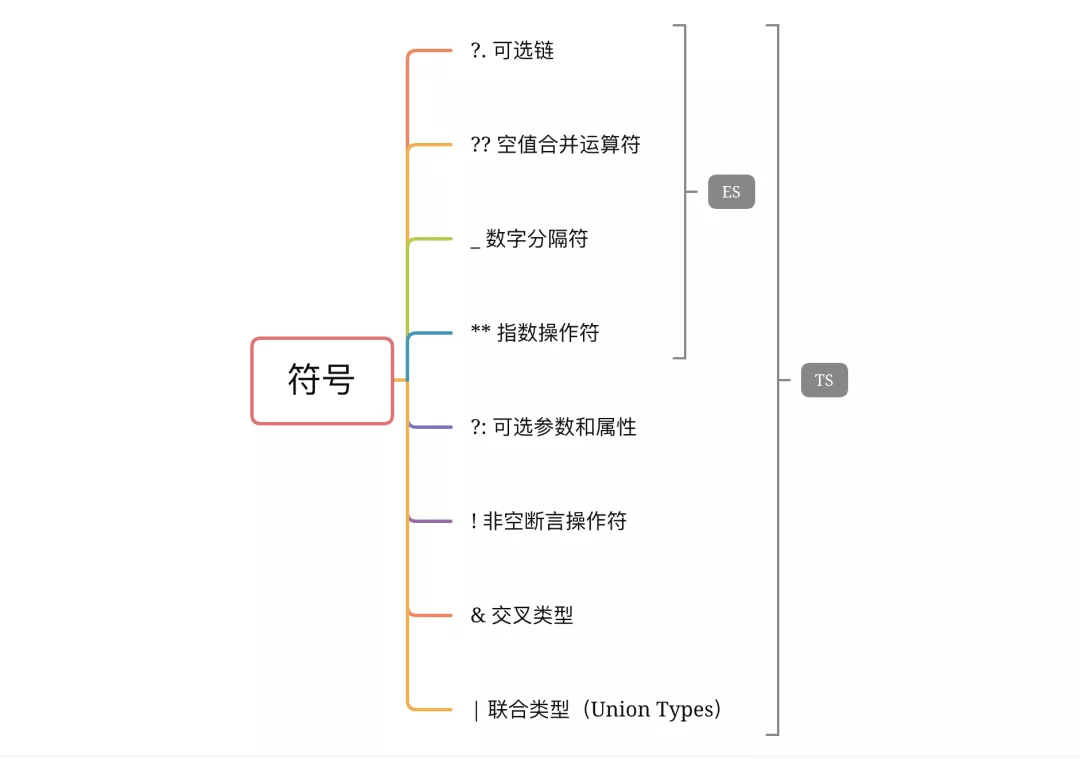 ?. 可选链
?? 空值合并运算符
ES
_ 数字分隔符
** 指数操作符
符号
TS
?: 可选参数和属性
! 非空断言操作符
& 交叉类型
| 联合类型（Union Types）